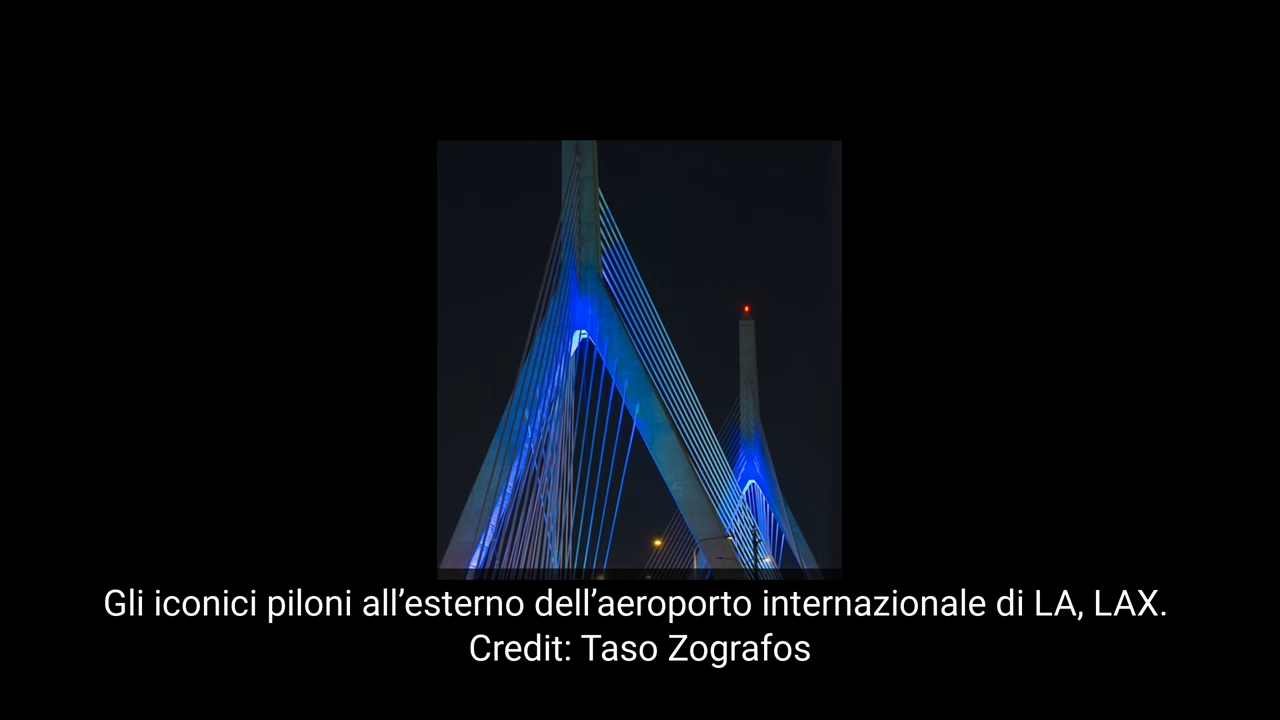 Gli iconici piloni all’esterno dell’aeroporto internazionale di LA, LAX.
Credit: Taso Zografos